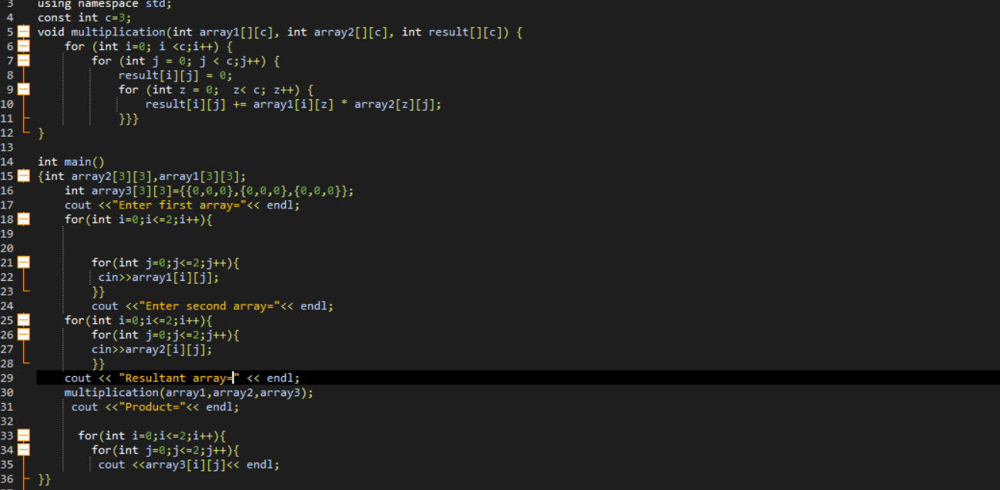 3 using namespace std;
4 const int c=3;
5 void multiplication(int array1[][c], int array2[][c], int result[][c]) {
6 for (int i=0; i <c;i++) {
7 for (int j = 0; j < c;j++) {
8 result[i][j] = 0;
9 for (int z = 0;  z< c; z++) {
10 result[i][j] += array1[i][z] * array2[z][j];
11 }}}
12 }
13
14 int main()
15 {int array2[3][3],array1[3][3];
16 int array3[3][3]={{0,0,0},{0,0,0},{0,0,0}};
17 cout <<"Enter first array="<< endl;
18 for(int i=0;i<=2;i++){
19
20
21 for(int j=0;j<=2;j++){
22 cin>>array1[i][j];
23 }}
24 cout <<"Enter second array="<< endl;
25 for(int i=0;i<=2;i++){
26 for(int j=0;j<=2;j++){
27 cin>>array2[i][j];
28 }}
29 cout << "Resultant array=" << endl;
30 multiplication(array1,array2,array3);
31 cout <<"Product="<< endl;
32
33 for(int i=0;i<=2;i++){
34 for(int j=0;j<=2;j++){
35 cout <<array3[i][j]<< endl;
36 }}